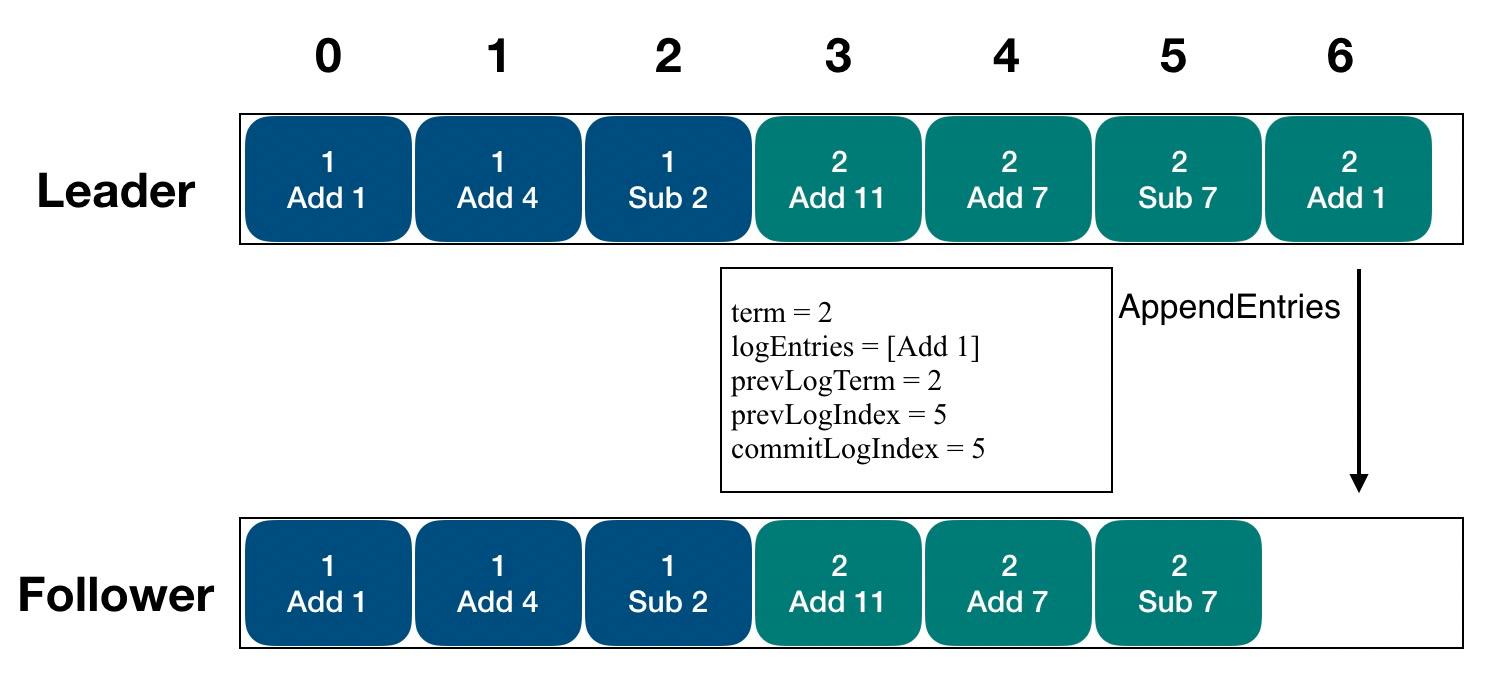 0 1 2 3 4 5 6
Leader
1 1 1 2 2 2 2
Add 1 Add 4 Sub 2 Add 11 Add 7 Sub 7 Add 1
AppendEntries
term = 2
logEntries = [Add 1]
prevLogTerm = 2
prevLogIndex = 5
commitLogIndex = 5
Follower
1 1 1 2 2 2
Add 1 Add 4 Sub 2 Add 11 Add 7 Sub 7